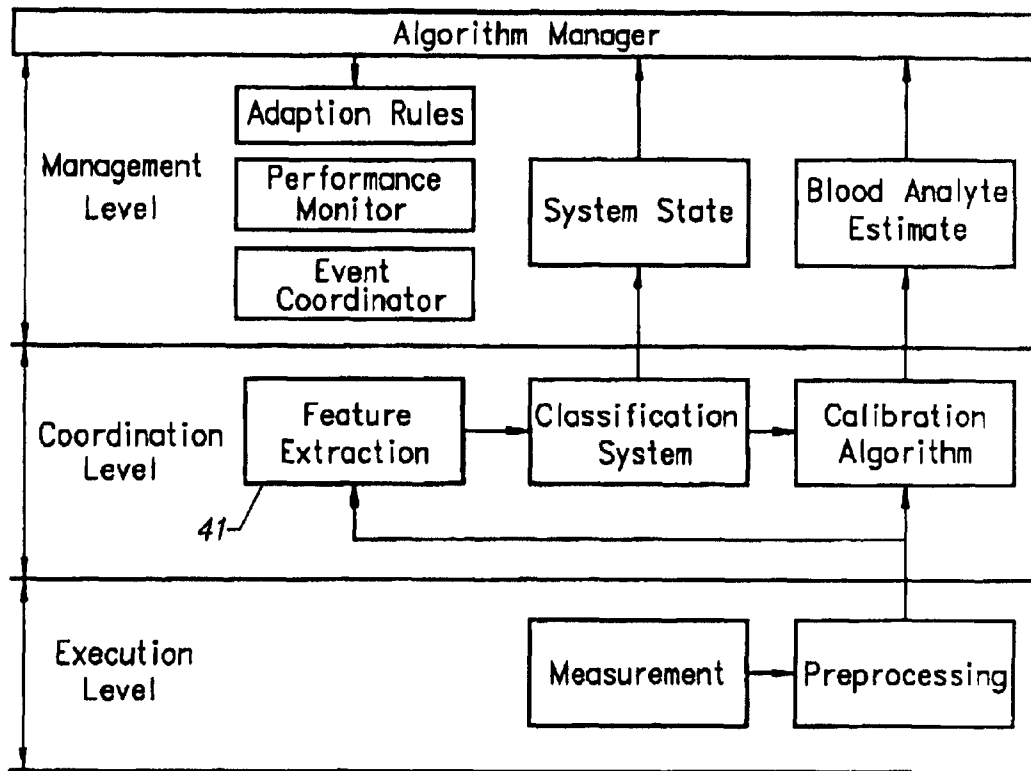 Algorithm Manager
Adaption Rules
Management
Level
Performance
Monitor
System State
Blood Analyte
Estimate
Event
Coordinator
Coordination
Level
Feature
Extraction
Classification
System
Calibration
Algorithm
41
Execution
Level
Measurement
Preprocessing